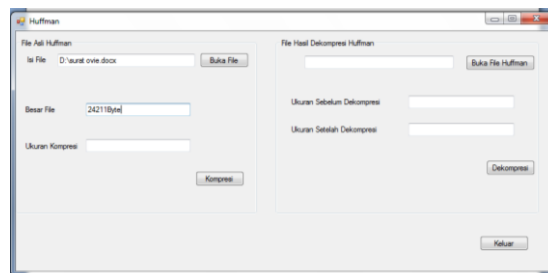 Huffman
File Asli Huffman
Isi File D:\surat ovie.docx Buka File
Besar File 24211Byte
Ukuran Kompresi
Kompresi
File Hasil Dekompresi Huffman
Buka File Huffman
Ukuran Sebelum Dekompresi
Ukuran Setelah Dekompresi
Dekompresi
Keluar